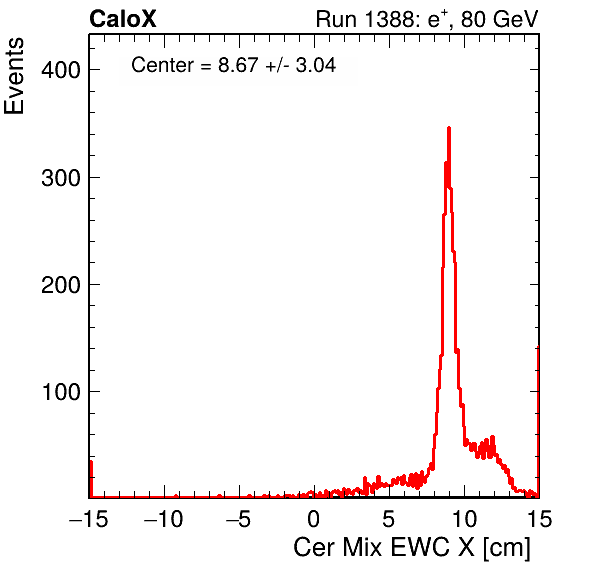 CaloX Run 1388: e⁺, 80 GeV
Center = 8.67 +/- 3.04
Events
400
300
200
100
−15 −10 −5 0 5 10 15
Cer Mix EWC X [cm]